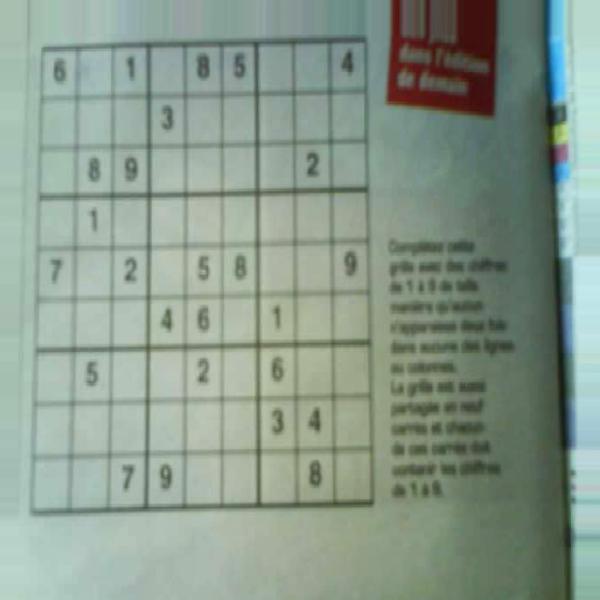 6 1 8 5 4
3
8 9 2
1
7 2 5 8 9
4 6 1
5 2 6
3 4
7 9 8
dans l'édition
de demain
Complétez cette
grille avec des chiffres
de 1 à 9 de telle
manière qu'aucun
n'apparaisse deux fois
dans aucune des lignes
ou colonnes.
La grille est aussi
partagée en neuf
carrés et chacun
de ces carrés doit
contenir les chiffres
de 1 à 9.